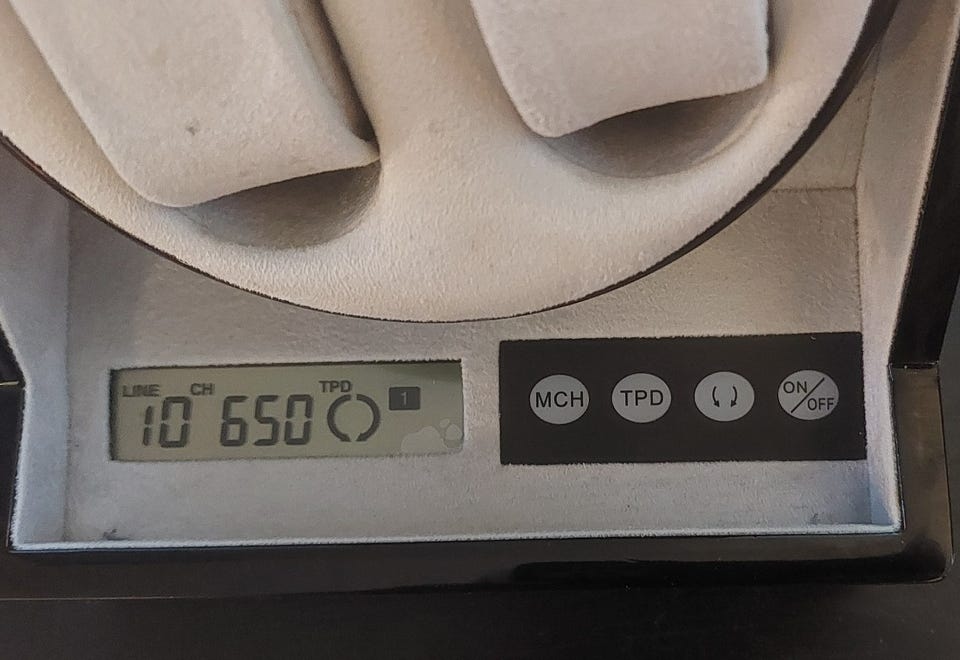 LINE CH TPD
10 650 1
MCH TPD ON/OFF